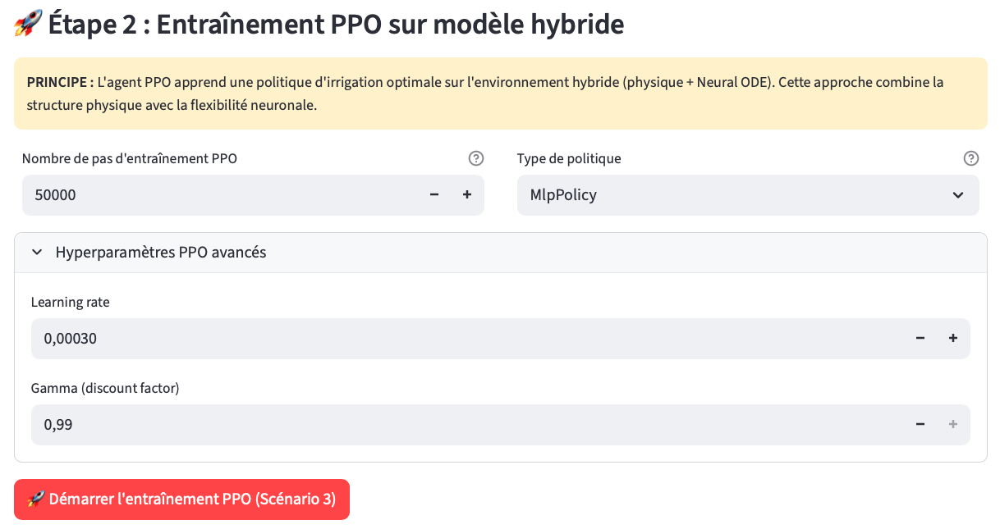 🚀 Étape 2 : Entraînement PPO sur modèle hybride
PRINCIPE : L'agent PPO apprend une politique d'irrigation optimale sur l'environnement hybride (physique + Neural ODE). Cette approche combine la
structure physique avec la flexibilité neuronale.
Nombre de pas d'entraînement PPO
50000
Type de politique
MlpPolicy
Hyperparamètres PPO avancés
Learning rate
0,00030
Gamma (discount factor)
0,99
🚀 Démarrer l'entraînement PPO (Scénario 3)